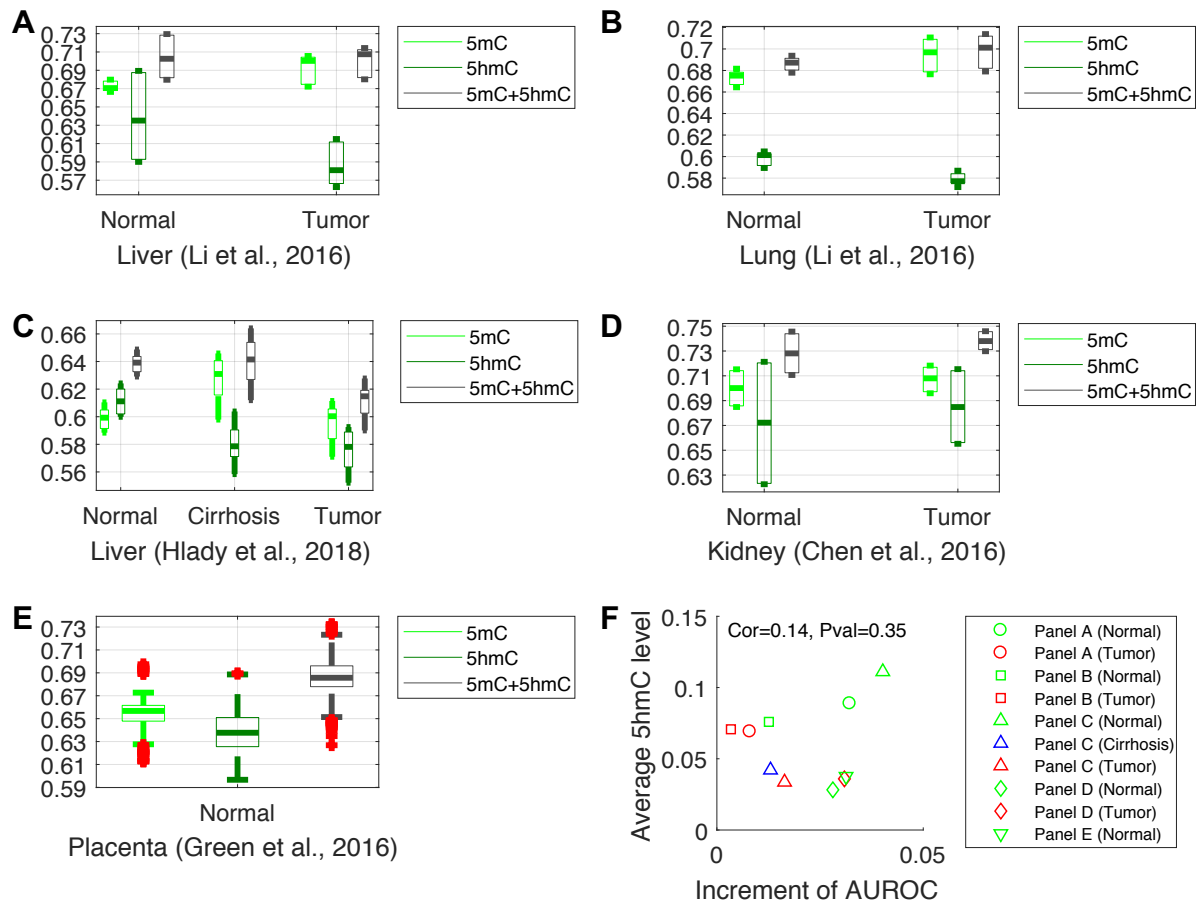 A
0.73
0.71
0.69
0.67
0.65
0.63
0.61
0.59
0.57
Normal Tumor
Liver (Li et al., 2016)
5mC
5hmC
5mC+5hmC
B
0.72
0.7
0.68
0.66
0.64
0.62
0.6
0.58
Normal Tumor
Lung (Li et al., 2016)
5mC
5hmC
5mC+5hmC
C
0.66
0.64
0.62
0.6
0.58
0.56
Normal Cirrhosis Tumor
Liver (Hlady et al., 2018)
5mC
5hmC
5mC+5hmC
D
0.75
0.73
0.71
0.69
0.67
0.65
0.63
Normal Tumor
Kidney (Chen et al., 2016)
5mC
5hmC
5mC+5hmC
E
0.73
0.71
0.69
0.67
0.65
0.63
0.61
0.59
Normal
Placenta (Green et al., 2016)
5mC
5hmC
5mC+5hmC
F
Average 5hmC level
0.15
0.1
0.05
0
Cor=0.14, Pval=0.35
0 0.05
Increment of AUROC
Panel A (Normal)
Panel A (Tumor)
Panel B (Normal)
Panel B (Tumor)
Panel C (Normal)
Panel C (Cirrhosis)
Panel C (Tumor)
Panel D (Normal)
Panel D (Tumor)
Panel E (Normal)